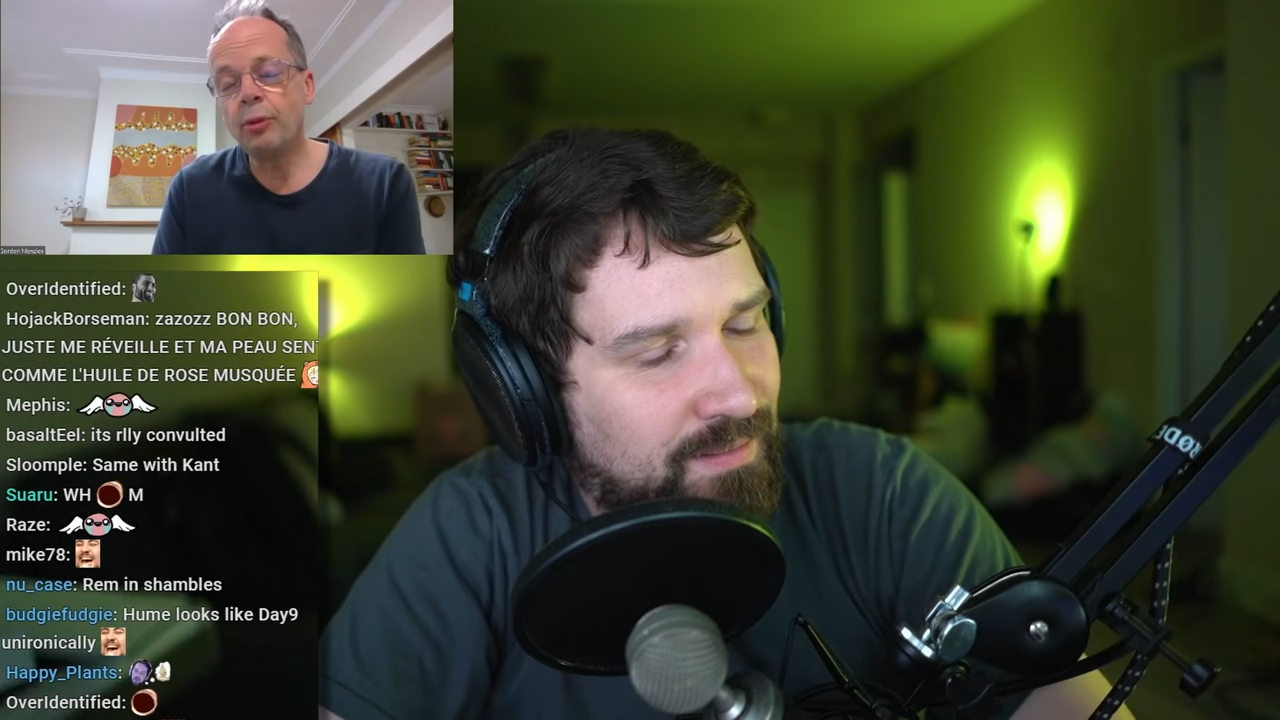 Gordon Menzies
OverIdentified:
HojackBorseman: zazozz BON BON,
JUSTE ME RÉVEILLE ET MA PEAU SENT
COMME L'HUILE DE ROSE MUSQUÉE
Mephis:
basaltEel: its rlly convulted
Sloomple: Same with Kant
Suaru: WH M
Raze:
mike78:
nu_case: Rem in shambles
budgiefudgie: Hume looks like Day9
unironically
Happy_Plants:
OverIdentified:
RØDE